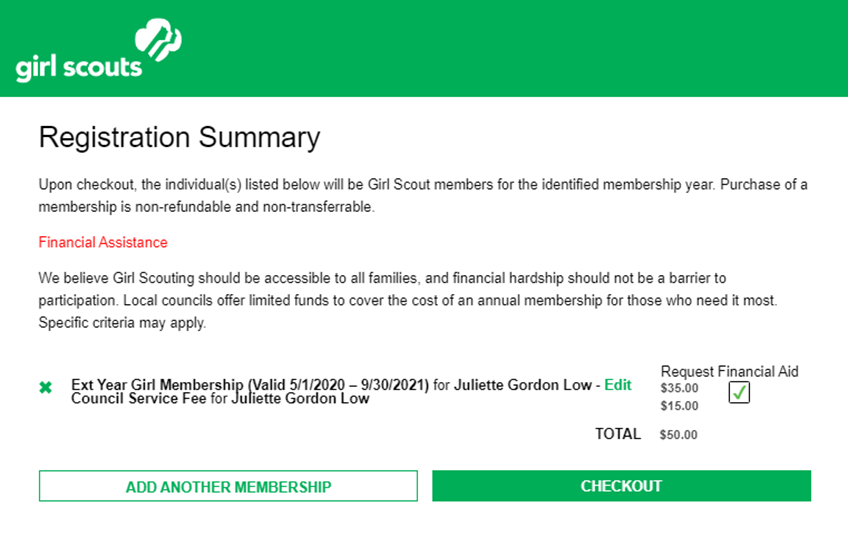 girl scouts
Registration Summary
Upon checkout, the individual(s) listed below will be Girl Scout members for the identified membership year. Purchase of a
membership is non-refundable and non-transferrable.
Financial Assistance
We believe Girl Scouting should be accessible to all families, and financial hardship should not be a barrier to
participation. Local councils offer limited funds to cover the cost of an annual membership for those who need it most.
Specific criteria may apply.
Request Financial Aid
Ext Year Girl Membership (Valid 5/1/2020 – 9/30/2021) for Juliette Gordon Low - Edit $35.00
Council Service Fee for Juliette Gordon Low $15.00
TOTAL $50.00
ADD ANOTHER MEMBERSHIP CHECKOUT